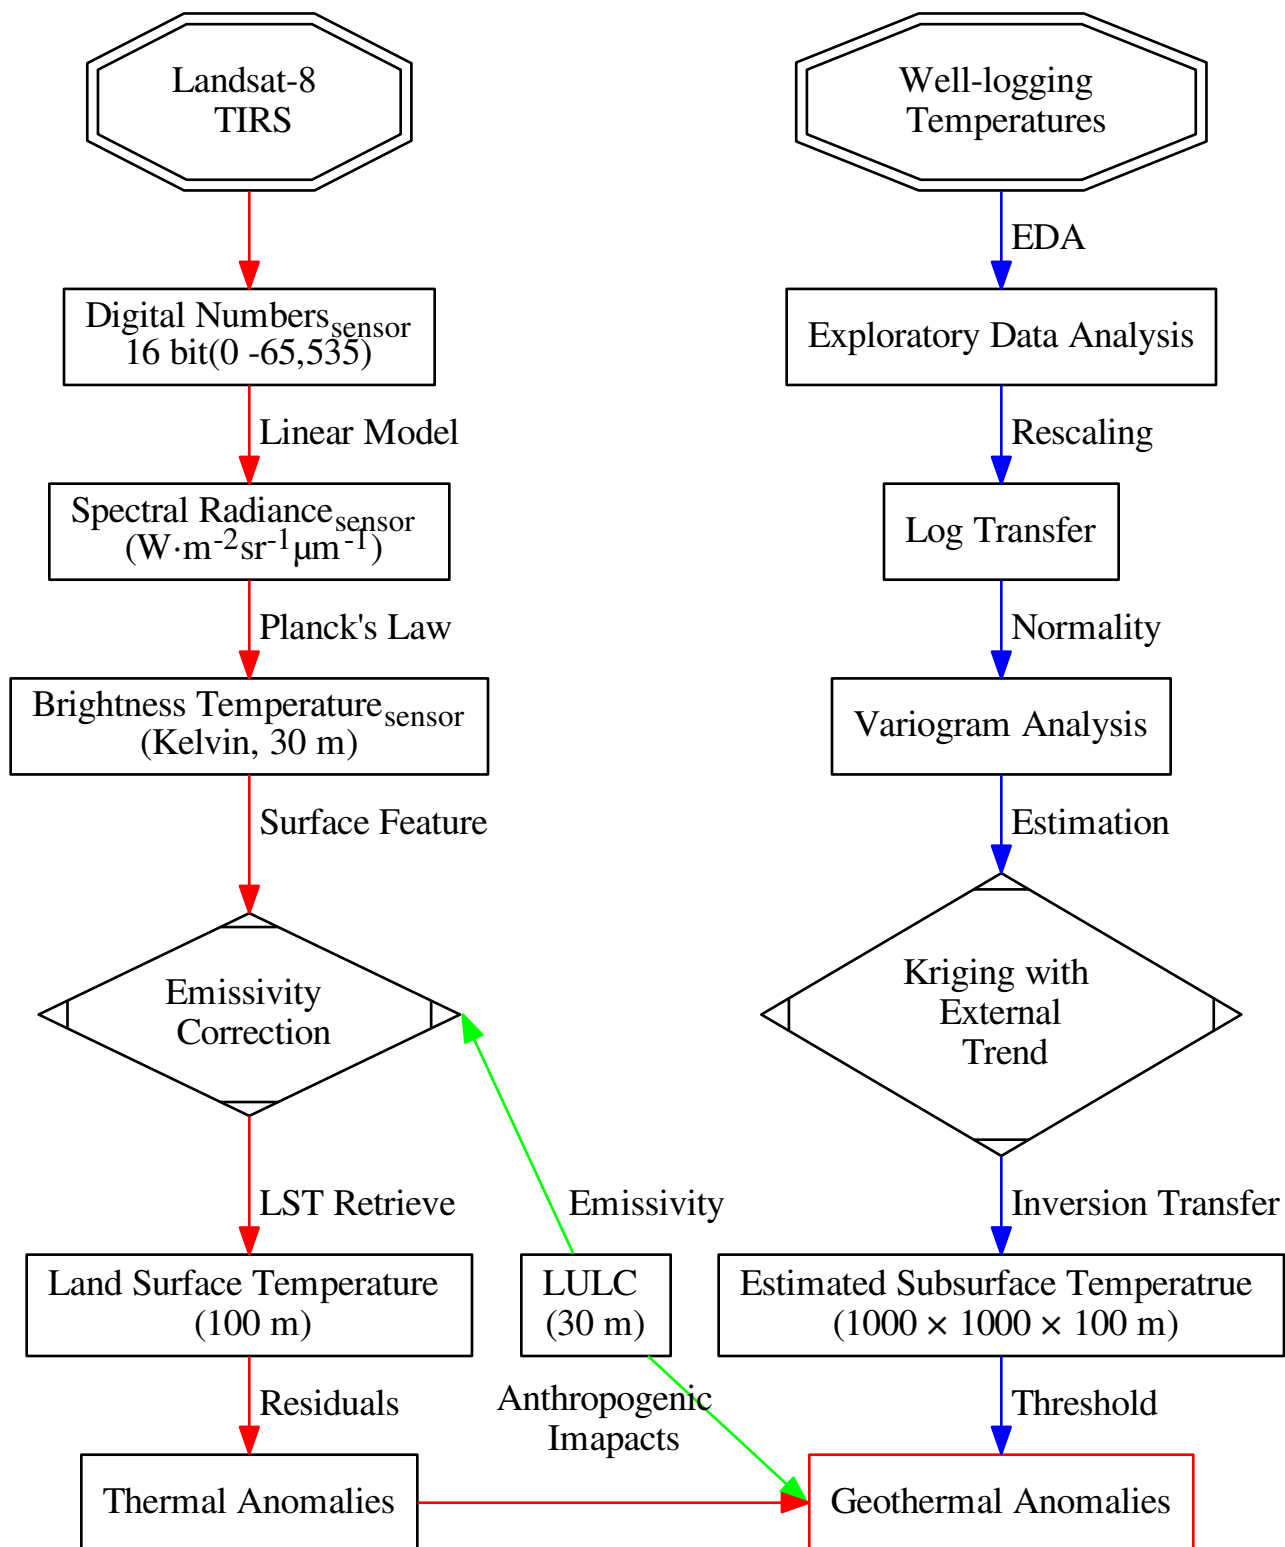 Landsat-8
TIRS
Digital Numbers_sensor
16 bit(0 -65,535)
Linear Model
Spectral Radiance_sensor
(W·m^-2sr^-1µm^-1)
Planck's Law
Brightness Temperature_sensor
(Kelvin, 30 m)
Surface Feature
Emissivity
Correction
LST Retrieve
Land Surface Temperature
(100 m)
Residuals
Thermal Anomalies
Emissivity
LULC
(30 m)
Anthropogenic
Imapacts
Well-logging
Temperatures
EDA
Exploratory Data Analysis
Rescaling
Log Transfer
Normality
Variogram Analysis
Estimation
Kriging with
External
Trend
Inversion Transfer
Estimated Subsurface Temperatrue
(1000 × 1000 × 100 m)
Threshold
Geothermal Anomalies